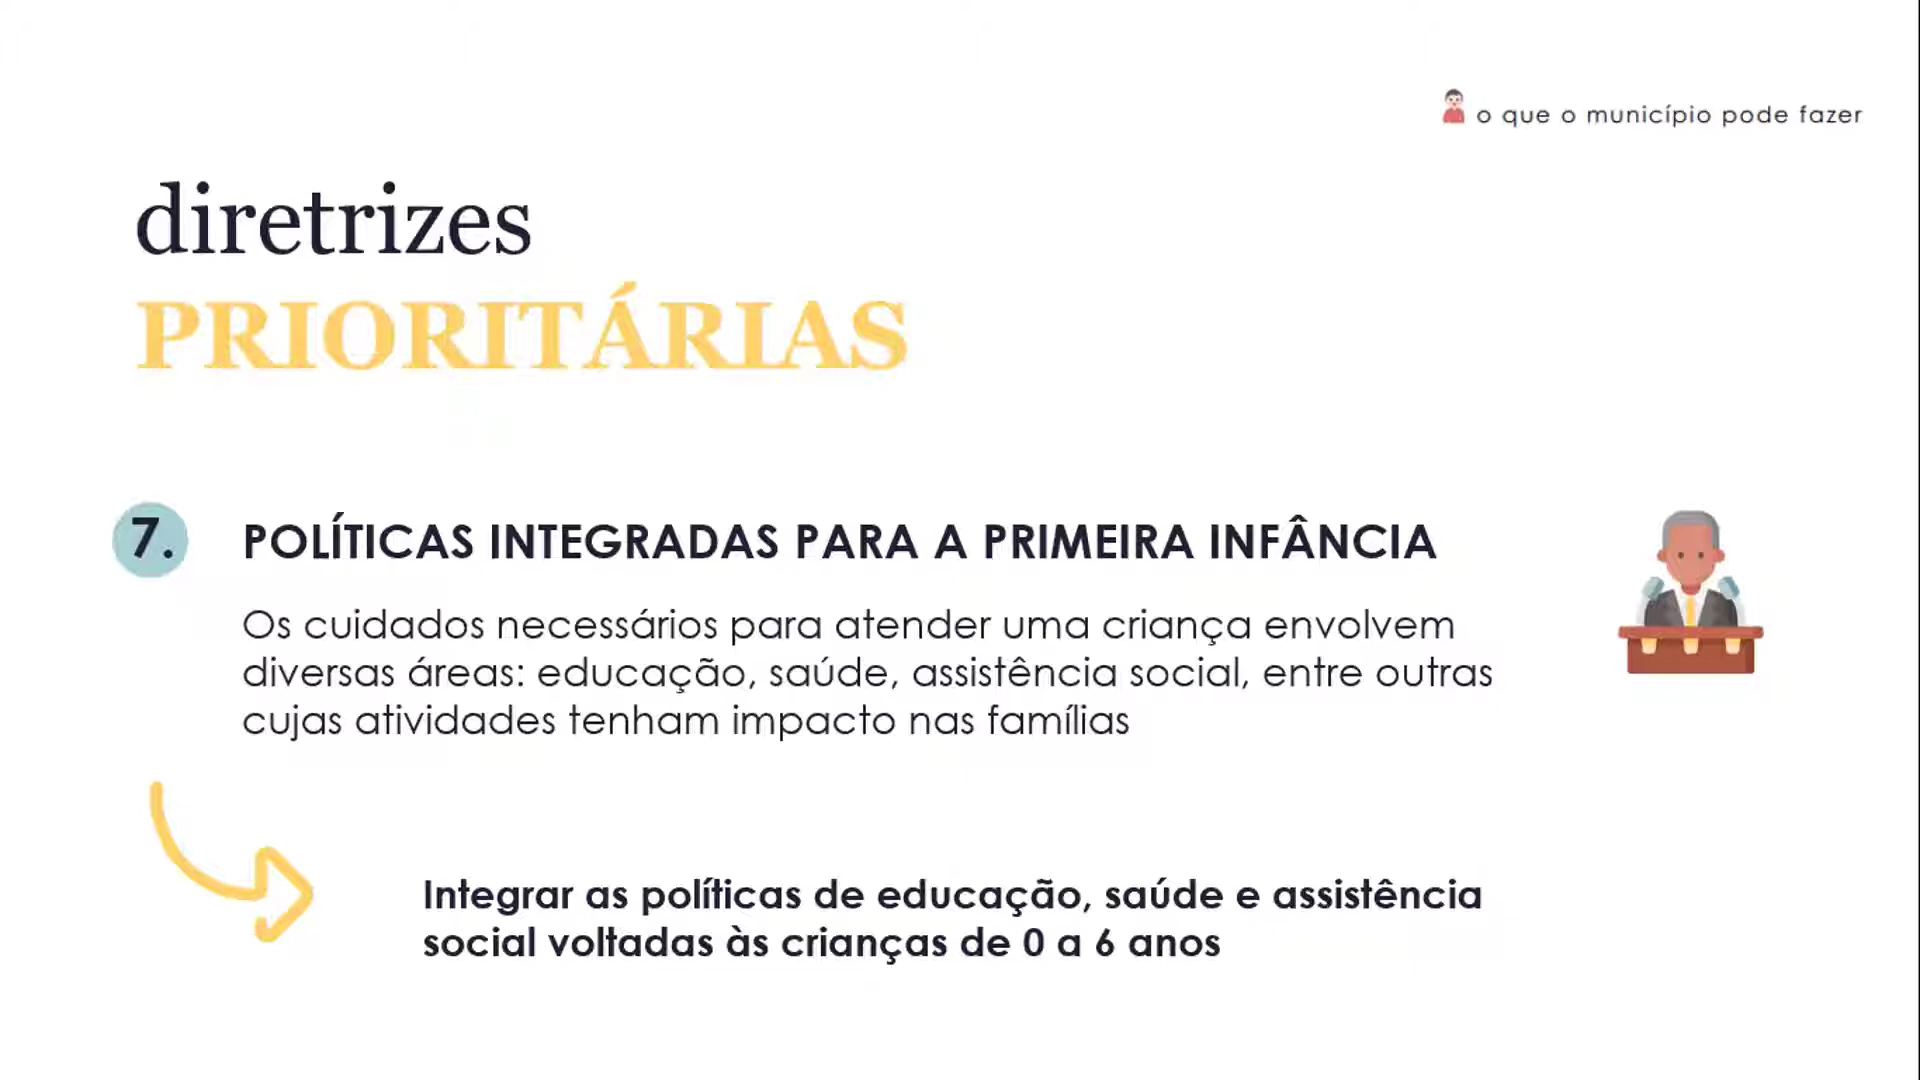 o que o município pode fazer
diretrizes
PRIORITÁRIAS
7. POLÍTICAS INTEGRADAS PARA A PRIMEIRA INFÂNCIA
Os cuidados necessários para atender uma criança envolvem
diversas áreas: educação, saúde, assistência social, entre outras
cujas atividades tenham impacto nas famílias
Integrar as políticas de educação, saúde e assistência
social voltadas às crianças de 0 a 6 anos